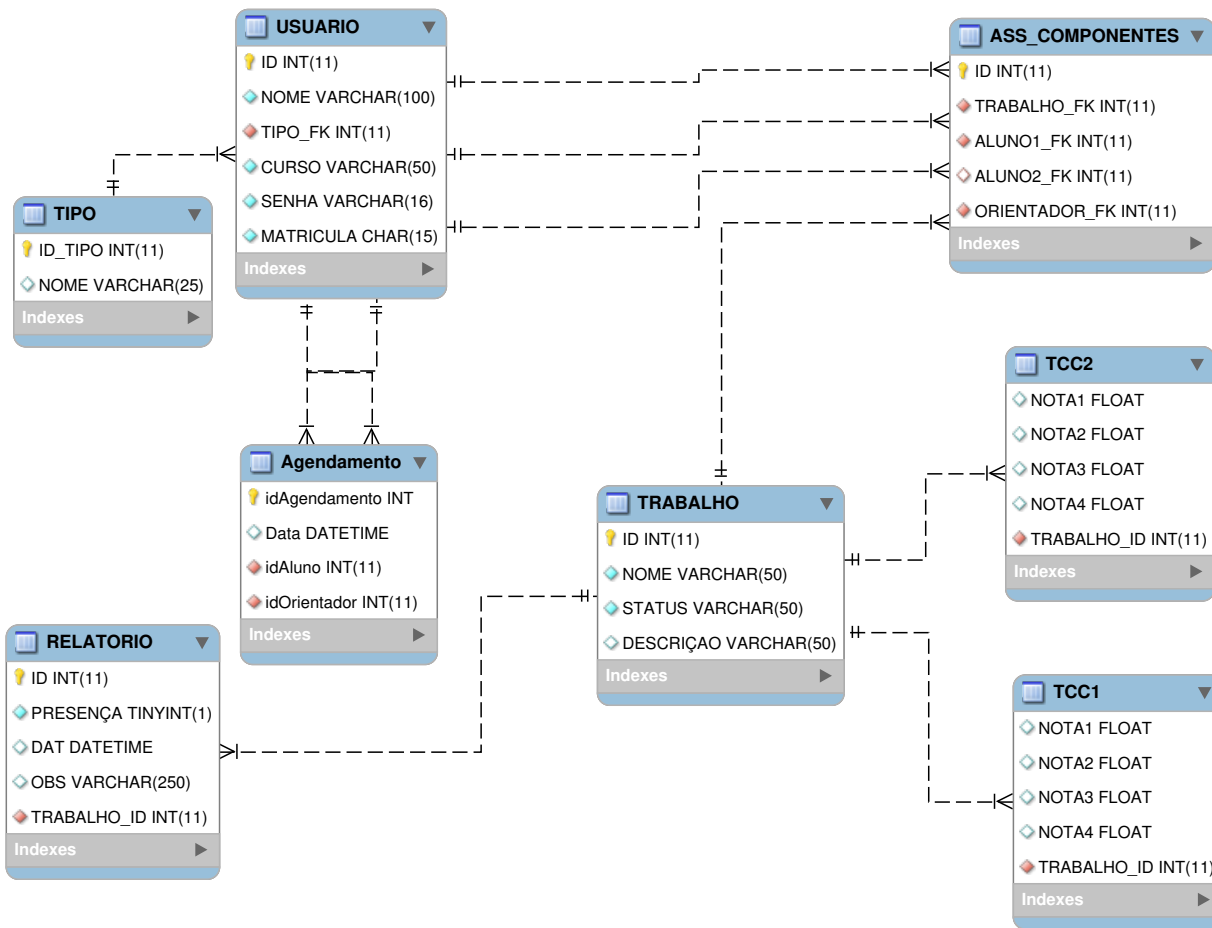 USUARIO
ID INT(11)
NOME VARCHAR(100)
TIPO_FK INT(11)
CURSO VARCHAR(50)
SENHA VARCHAR(16)
MATRICULA CHAR(15)
Indexes
ASS_COMPONENTES
ID INT(11)
TRABALHO_FK INT(11)
ALUNO1_FK INT(11)
ALUNO2_FK INT(11)
ORIENTADOR_FK INT(11)
Indexes
TIPO
ID_TIPO INT(11)
NOME VARCHAR(25)
Indexes
TCC2
NOTA1 FLOAT
NOTA2 FLOAT
NOTA3 FLOAT
NOTA4 FLOAT
TRABALHO_ID INT(11)
Indexes
Agendamento
idAgendamento INT
Data DATETIME
idAluno INT(11)
idOrientador INT(11)
Indexes
TRABALHO
ID INT(11)
NOME VARCHAR(50)
STATUS VARCHAR(50)
DESCRIÇAO VARCHAR(50)
Indexes
RELATORIO
ID INT(11)
PRESENÇA TINYINT(1)
DAT DATETIME
OBS VARCHAR(250)
TRABALHO_ID INT(11)
Indexes
TCC1
NOTA1 FLOAT
NOTA2 FLOAT
NOTA3 FLOAT
NOTA4 FLOAT
TRABALHO_ID INT(11)
Indexes